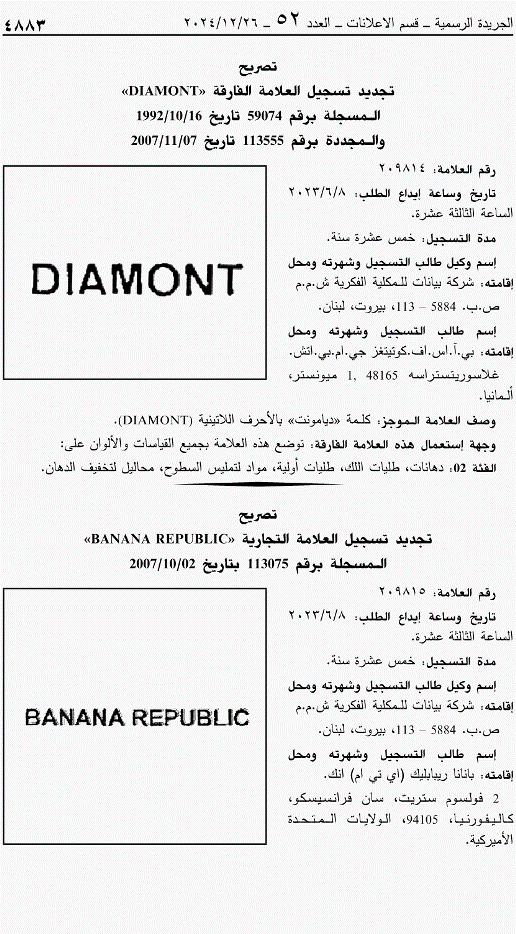 الجريدة الرسمية – قسم الاعلانات – العدد ٥٢ – ٢٠٢٤/١٢/٢٦
٤٨٨٣
تصريح
تجديد تسجيل العلامة الفارقة «DIAMONT»
المسجلة برقم 59074 تاريخ 1992/10/16
والمجددة برقم 113555 تاريخ 2007/11/07
رقم العلامة: ٢٠٩٨١٤
تاريخ وساعة إيداع الطلب: ٢٠٢٣/٦/٨
الساعة الثالثة عشرة.
مدة التسجيل: خمس عشرة سنة.
إسم وكيل طالب التسجيل وشهرته ومحل
إقامته: شركة بيانات للمكلية الفكرية ش.م.م
ص.ب. 5884 – 113، بيروت، لبنان.
إسم طالب التسجيل وشهرته ومحل
إقامته: بي.آ.اس.اف.كوتيتغز جي.ام.بي.اتش.
غلاسوريتستراسه 1, 48165 ميونستر،
ألمانيا.
DIAMONT
وصف العلامة الموجز: كلمة «ديامونت» بالأحرف اللاتينية (DIAMONT).
وجهة إستعمال هذه العلامة الفارقة: توضع هذه العلامة بجميع القياسات والألوان على:
الفئة 02: دهانات، طليات اللك، طليات أولية، مواد لتمليس السطوح، محاليل لتخفيف الدهان.
تصريح
تجديد تسجيل العلامة التجارية «BANANA REPUBLIC»
المسجلة برقم 113075 بتاريخ 2007/10/02
رقم العلامة: ٢٠٩٨١٥
تاريخ وساعة إيداع الطلب: ٢٠٢٣/٦/٨
الساعة الثالثة عشرة.
مدة التسجيل: خمس عشرة سنة.
إسم وكيل طالب التسجيل وشهرته ومحل
إقامته: شركة بيانات للمكلية الفكرية ش.م.م
ص.ب. 5884 – 113، بيروت، لبنان.
إسم طالب التسجيل وشهرته ومحل
إقامته: بانانا ريبابليك (اي تي ام) انك.
2 فولسوم ستريت، سان فرانسيسكو،
كاليفورنيا، 94105، الولايات المتحدة
الأميركية.
BANANA REPUBLIC